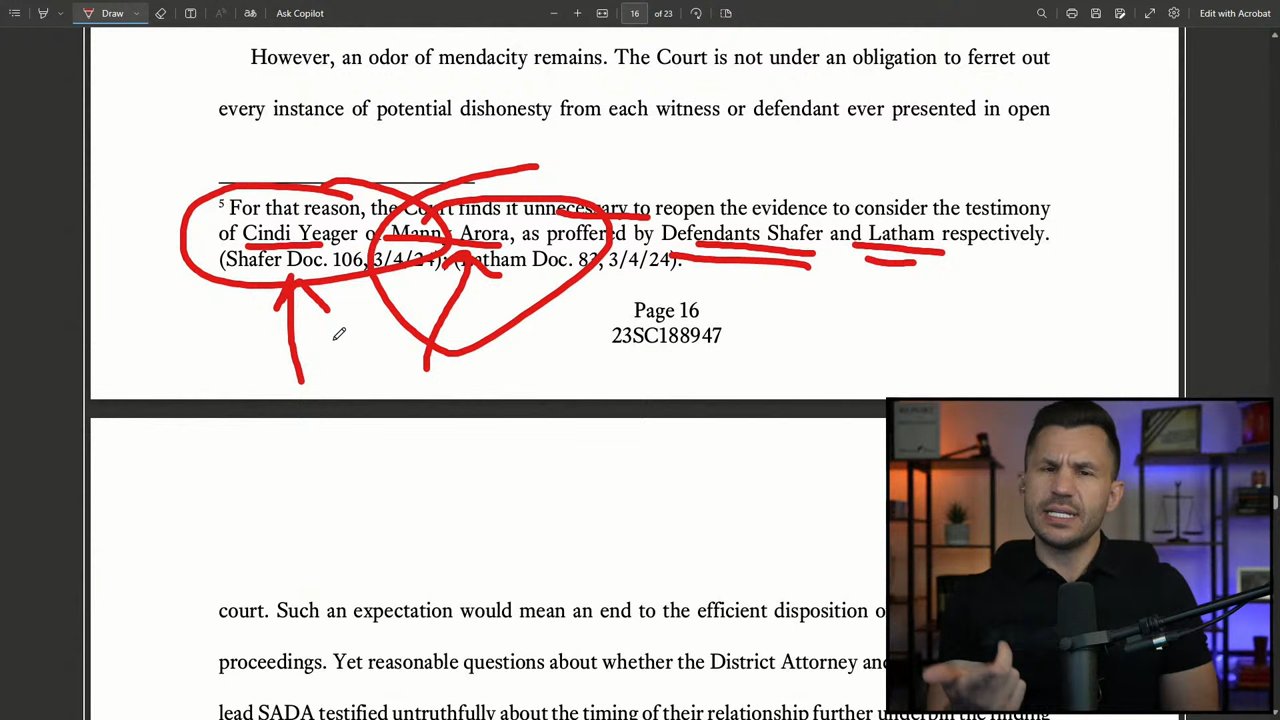 Draw
Ask Copilot
16 of 23
Edit with Acrobat
However, an odor of mendacity remains. The Court is not under an obligation to ferret out
every instance of potential dishonesty from each witness or defendant ever presented in open
5 For that reason, the Court finds it unnecessary to reopen the evidence to consider the testimony
of Cindi Yeager or Manny Arora, as proffered by Defendants Shafer and Latham respectively.
(Shafer Doc. 106, 3/4/24); (Latham Doc. 82, 3/4/24).
Page 16
23SC188947
court. Such an expectation would mean an end to the efficient disposition
proceedings. Yet reasonable questions about whether the District Attorney
lead SADA testified untruthfully about the timing of their relationship further underpin the finding